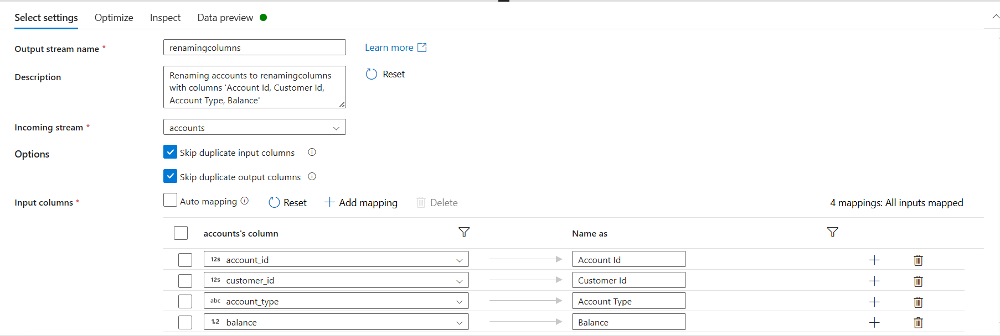 Select settings Optimize Inspect Data preview
Output stream name * renamingcolumns Learn more
Description Renaming accounts to renamingcolumns Reset
with columns 'Account Id, Customer Id,
Account Type, Balance'
Incoming stream * accounts
Options Skip duplicate input columns
Skip duplicate output columns
Input columns * Auto mapping Reset Add mapping Delete 4 mappings: All inputs mapped
accounts's column Name as
12s account_id Account Id
12s customer_id Customer Id
abc account_type Account Type
1.2 balance Balance